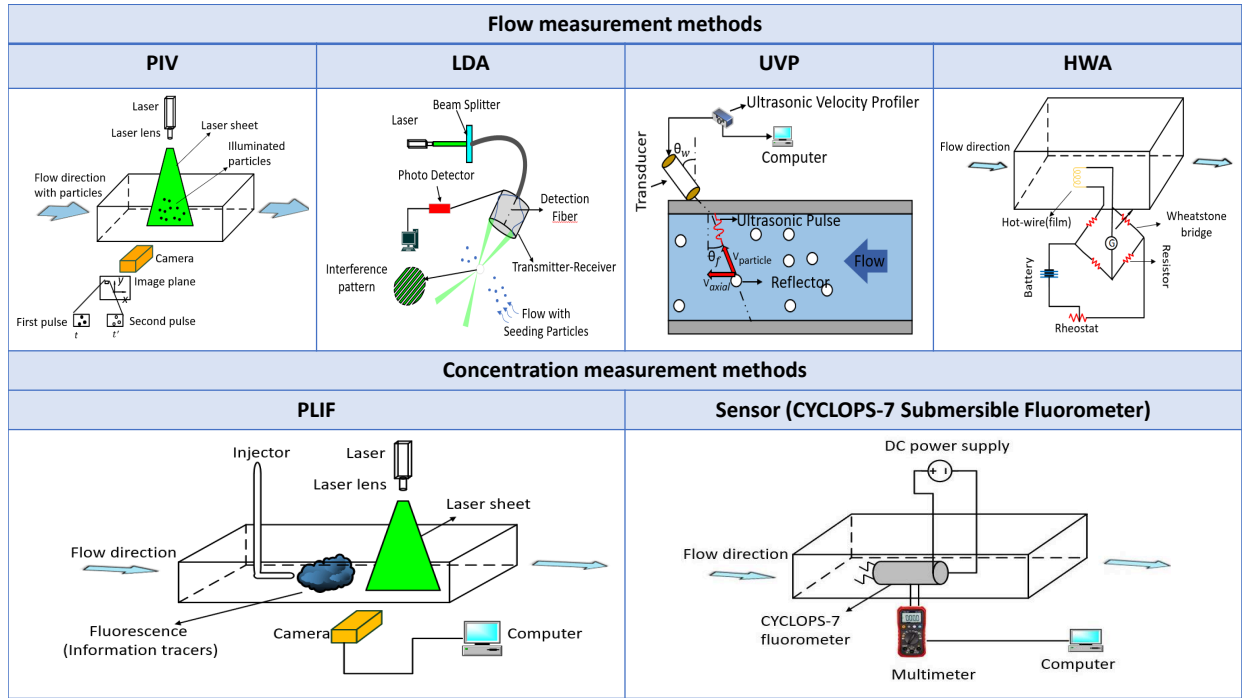 Flow measurement methods
PIV
LDA
UVP
HWA
Laser
Laser lens
Laser sheet
Illuminated
particles
Flow direction
with particles
Camera
Image plane
y
x
First pulse
Second pulse
t
t'
Beam Splitter
Laser
Photo Detector
Detection
Fiber
Transmitter-Receiver
Interference
pattern
Flow with
Seeding Particles
Ultrasonic Velocity Profiler
Computer
Transducer
θw
Ultrasonic Pulse
θf
Vparticle
Vaxial
Reflector
Flow
Flow direction
Hot-wire(film)
Wheatstone
bridge
G
Battery
Resistor
Rheostat
Concentration measurement methods
PLIF
Sensor (CYCLOPS-7 Submersible Fluorometer)
Injector
Laser
Laser lens
Laser sheet
Flow direction
Fluorescence
(Information tracers)
Camera
Computer
DC power supply
+ -
Flow direction
CYCLOPS-7
fluorometer
Multimeter
Computer